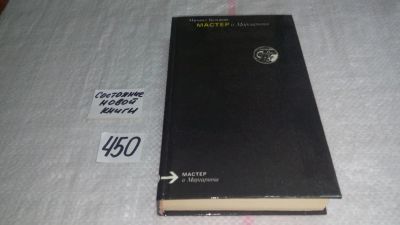 Михаил Булгаков
МАСТЕР и Маргарита
Состояние
новой
книги
450
МАСТЕР
и Маргарита